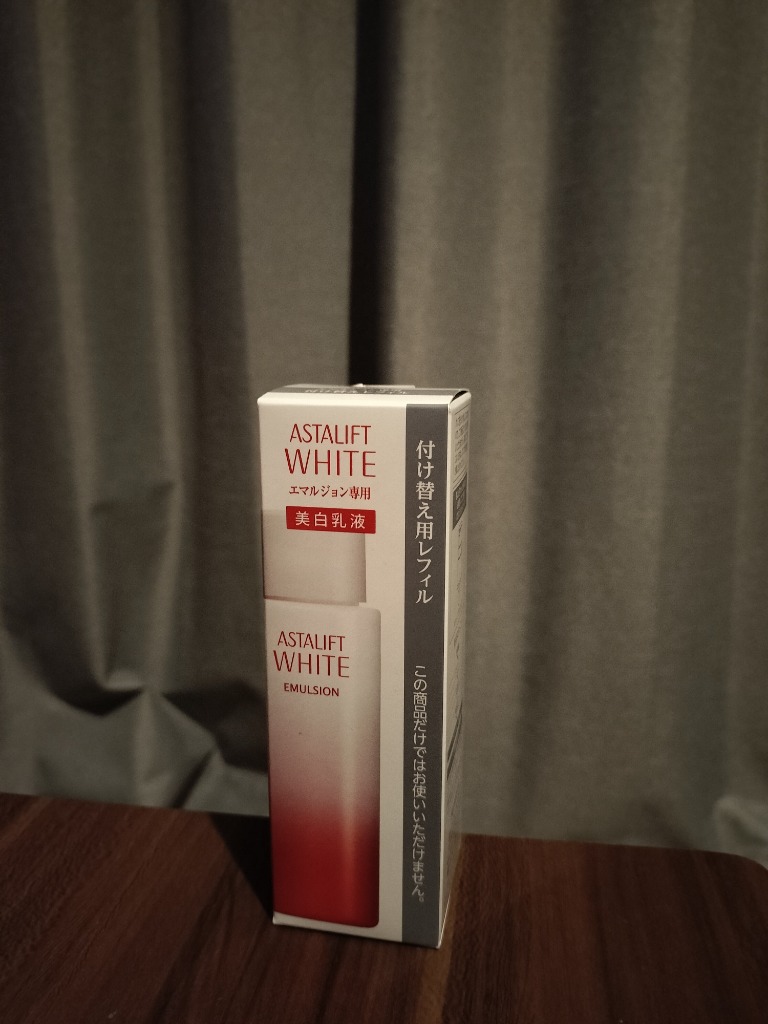 ASTALIFT
WHITE
エマルジョン専用
美白乳液
付け替え用レフィル
この商品だけではお使いいただけません。
ASTALIFT
WHITE
EMULSION